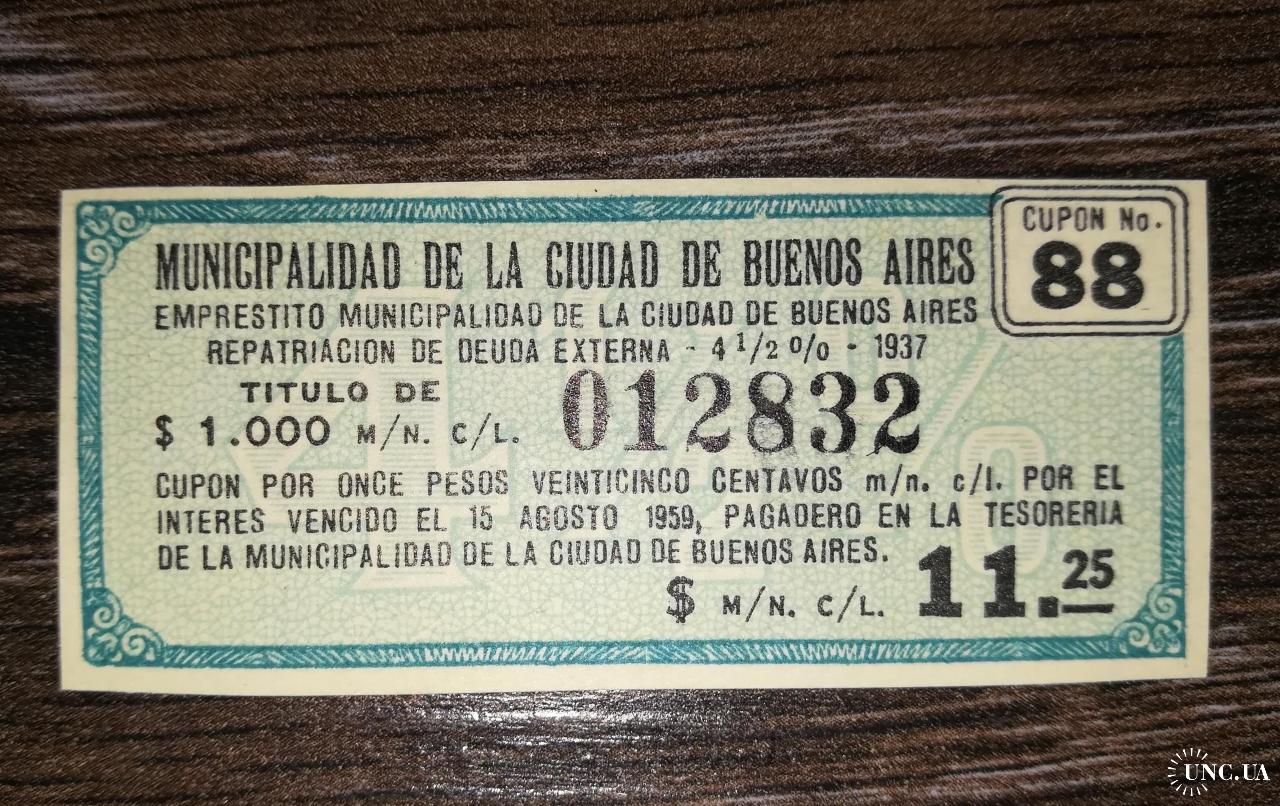 CUPON No.
88
MUNICIPALIDAD DE LA CIUDAD DE BUENOS AIRES
EMPRESTITO MUNICIPALIDAD DE LA CIUDAD DE BUENOS AIRES
REPATRIACION DE DEUDA EXTERNA - 4 1/2 % - 1937
TITULO DE
$ 1.000 M/N. C/L.
012832
CUPON POR ONCE PESOS VEINTICINCO CENTAVOS m/n. c/l. POR EL
INTERES VENCIDO EL 15 AGOSTO 1959, PAGADERO EN LA TESORERIA
DE LA MUNICIPALIDAD DE LA CIUDAD DE BUENOS AIRES.
$ M/N. C/L. 11.25
4 1/2 %
UNC.UA